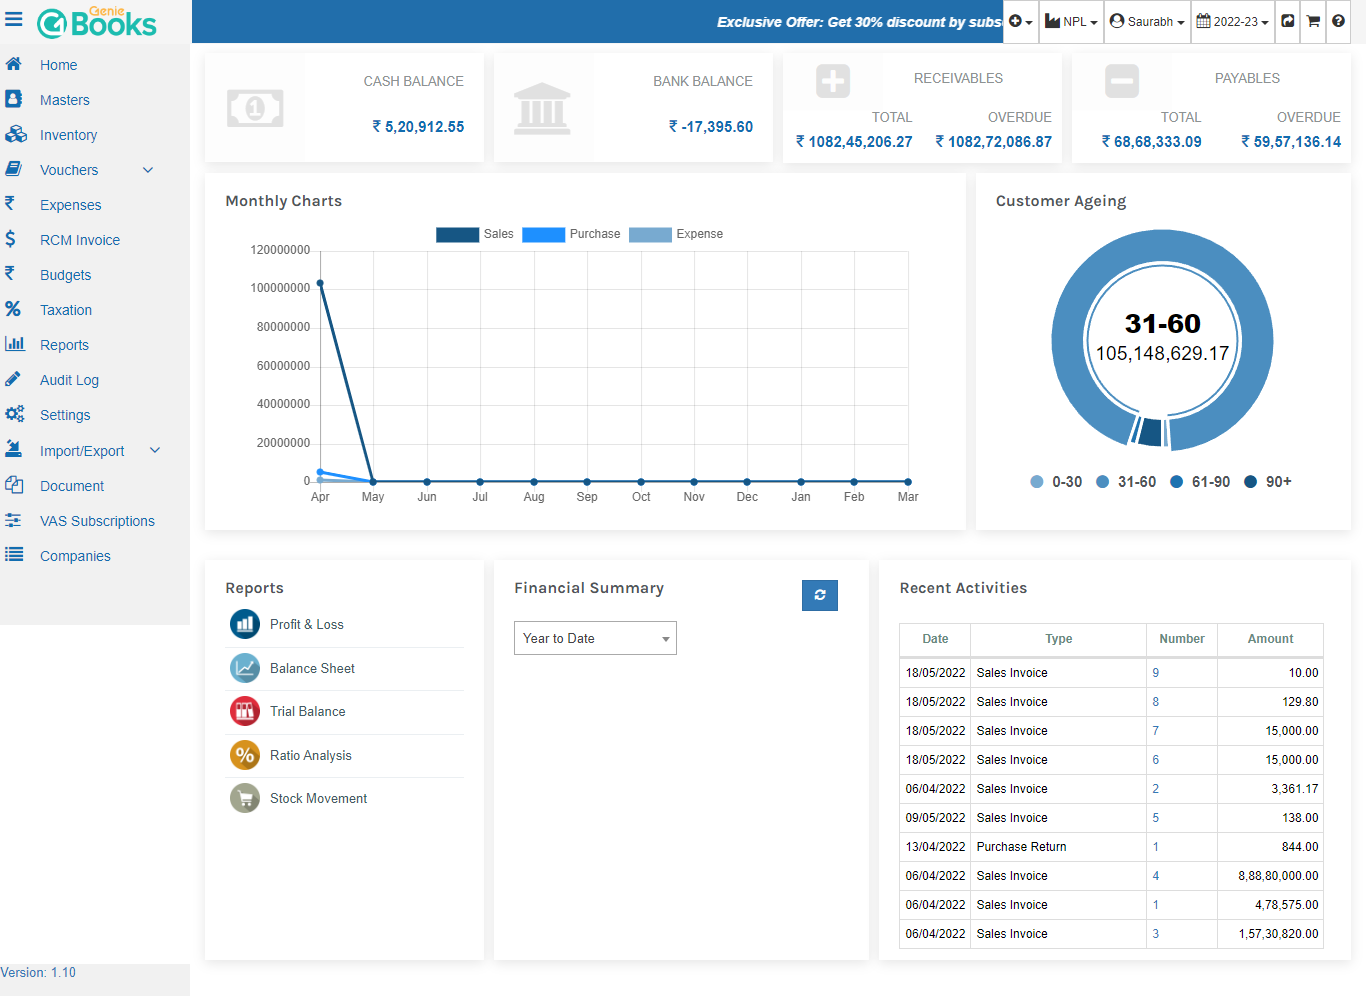 Genie
Books
Exclusive Offer: Get 30% discount by subs
NPL
Saurabh
2022-23
Home
Masters
Inventory
Vouchers
Expenses
RCM Invoice
Budgets
Taxation
Reports
Audit Log
Settings
Import/Export
Document
VAS Subscriptions
Companies
Version: 1.10
CASH BALANCE
₹ 5,20,912.55
BANK BALANCE
₹ -17,395.60
RECEIVABLES
TOTAL OVERDUE
₹ 1082,45,206.27 ₹ 1082,72,086.87
PAYABLES
TOTAL OVERDUE
₹ 68,68,333.09 ₹ 59,57,136.14
Monthly Charts
Sales Purchase Expense
120000000
100000000
80000000
60000000
40000000
20000000
0
Apr May Jun Jul Aug Sep Oct Nov Dec Jan Feb Mar
Customer Ageing
31-60
105,148,629.17
0-30 31-60 61-90 90+
Reports
Profit & Loss
Balance Sheet
Trial Balance
Ratio Analysis
Stock Movement
Financial Summary
Year to Date
Recent Activities
Date Type Number Amount
18/05/2022 Sales Invoice 9 10.00
18/05/2022 Sales Invoice 8 129.80
18/05/2022 Sales Invoice 7 15,000.00
18/05/2022 Sales Invoice 6 15,000.00
06/04/2022 Sales Invoice 2 3,361.17
09/05/2022 Sales Invoice 5 138.00
13/04/2022 Purchase Return 1 844.00
06/04/2022 Sales Invoice 4 8,88,80,000.00
06/04/2022 Sales Invoice 1 4,78,575.00
06/04/2022 Sales Invoice 3 1,57,30,820.00